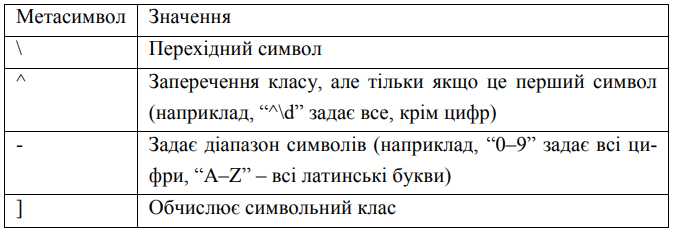 Метасимвол Значення
\ Перехідний символ
^ Заперечення класу, але тільки якщо це перший символ
(наприклад, “^\d” задає все, крім цифр)
- Задає діапазон символів (наприклад, “0–9” задає всі ци-
фри, “A–Z” – всі латинські букви)
] Обчислює символьний клас